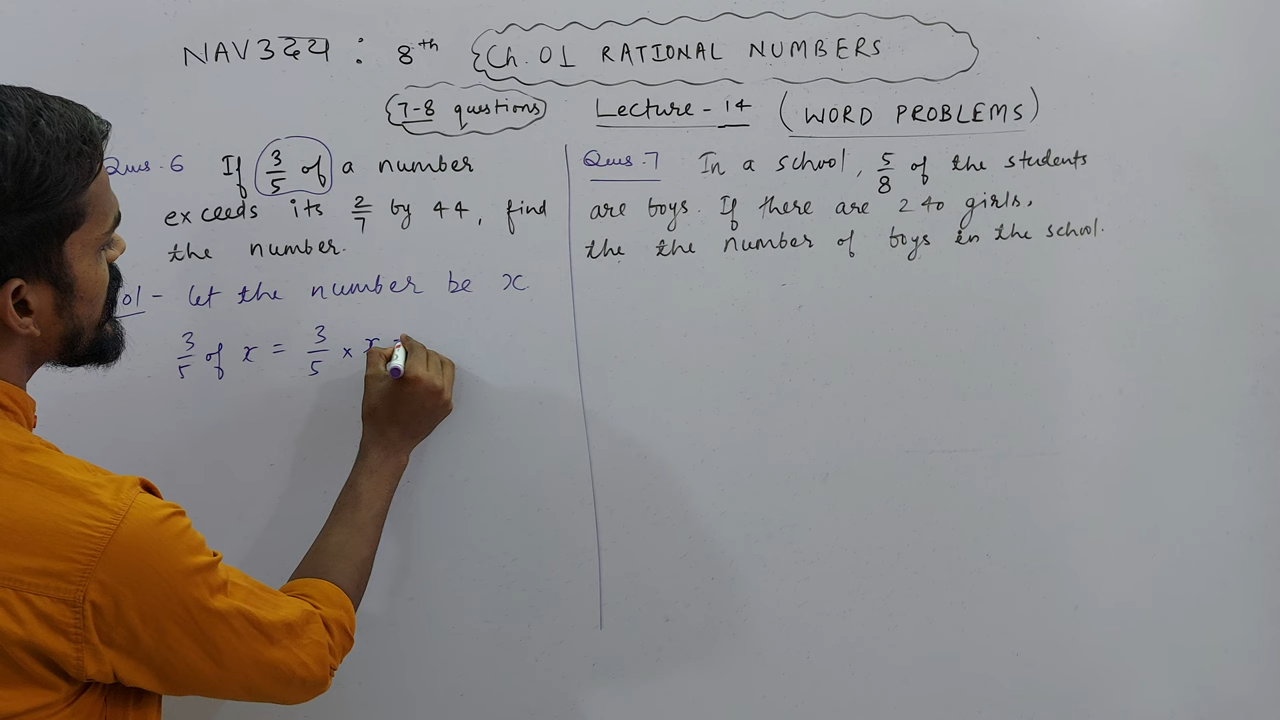 NAV3224 : 8th Ch. 01 RATIONAL NUMBERS
7-8 questions Lecture - 14 (WORD PROBLEMS)
Ques. 6 If 3/5 of a number
exceeds its 2/7 by 44, find
the number.
ol - let the number be x
3/5 of x = 3/5 × x
Ques. 7 In a school, 5/8 of the students
are boys. If there are 240 girls,
the the number of boys in the school.